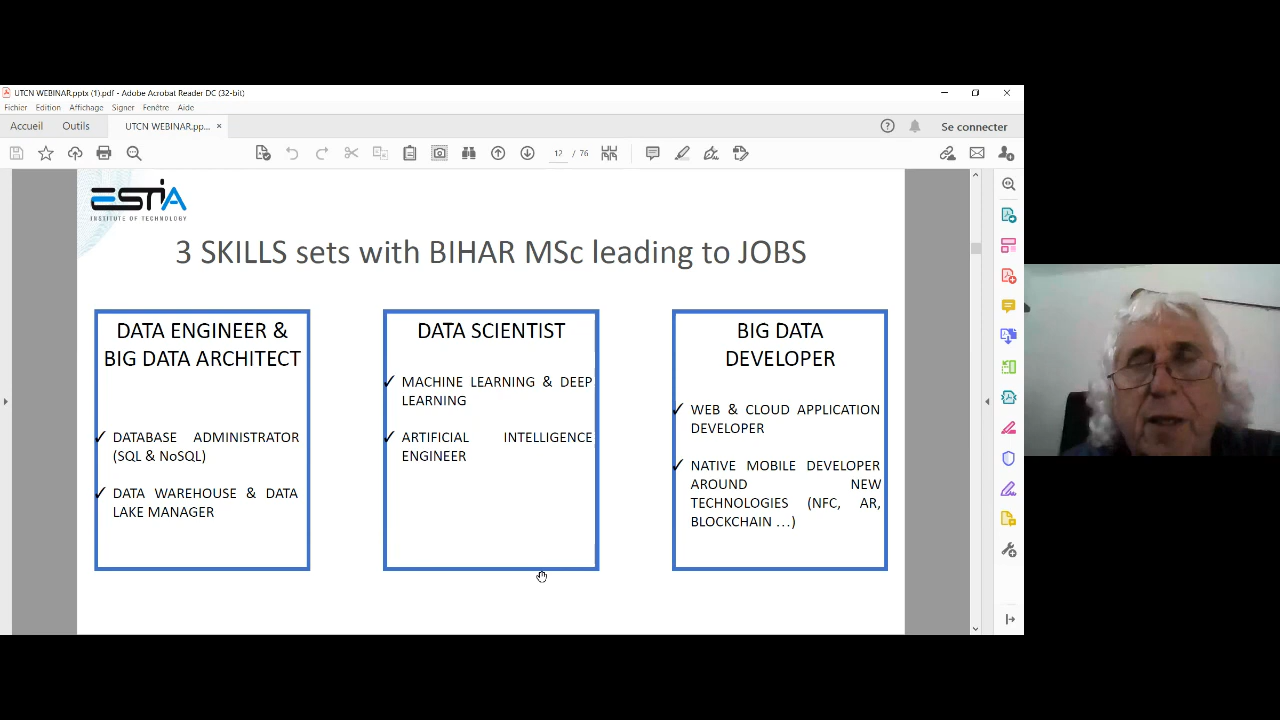 UTCN WEBINAR.pptx (1).pdf - Adobe Acrobat Reader DC (32-bit)
Fichier Edition Affichage Signer Fenêtre Aide
Accueil Outils UTCN WEBINAR.pp... × Se connecter
12 / 76
ESTIA
INSTITUTE OF TECHNOLOGY
3 SKILLS sets with BIHAR MSc leading to JOBS
DATA ENGINEER &
BIG DATA ARCHITECT
✓ DATABASE ADMINISTRATOR
(SQL & NoSQL)
✓ DATA WAREHOUSE & DATA
LAKE MANAGER
DATA SCIENTIST
✓ MACHINE LEARNING & DEEP
LEARNING
✓ ARTIFICIAL INTELLIGENCE
ENGINEER
BIG DATA
DEVELOPER
✓ WEB & CLOUD APPLICATION
DEVELOPER
✓ NATIVE MOBILE DEVELOPER
AROUND NEW
TECHNOLOGIES (NFC, AR,
BLOCKCHAIN …)